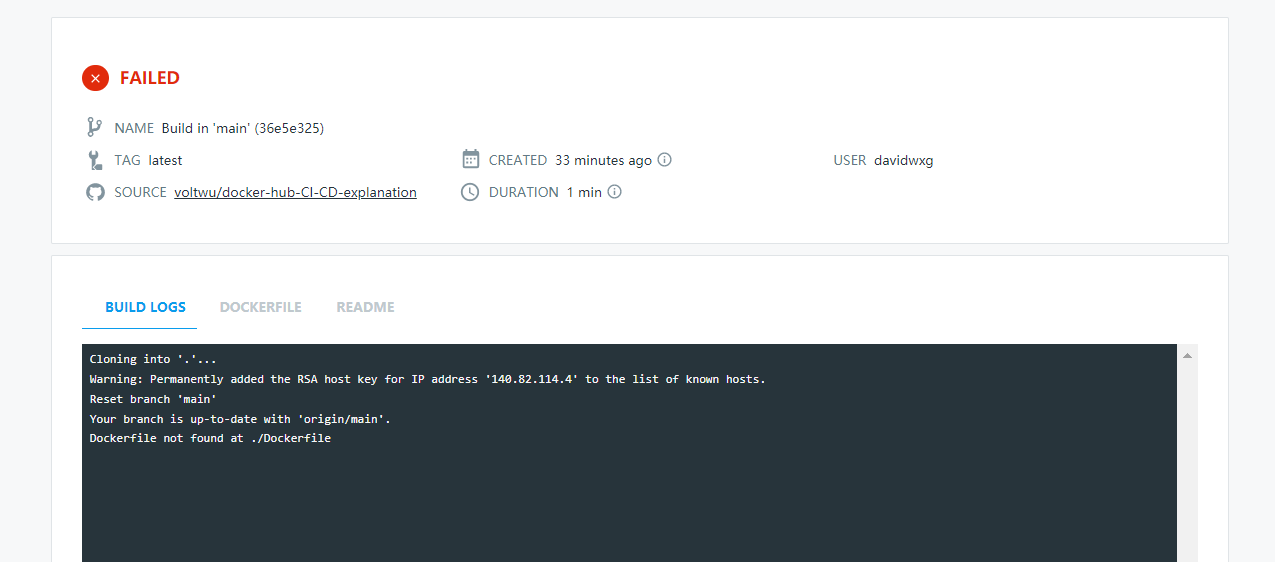 FAILED
NAME Build in 'main' (36e5e325)
TAG latest CREATED 33 minutes ago USER davidwxg
SOURCE voltwu/docker-hub-CI-CD-explanation DURATION 1 min
BUILD LOGS DOCKERFILE README
Cloning into '.'...
Warning: Permanently added the RSA host key for IP address '140.82.114.4' to the list of known hosts.
Reset branch 'main'
Your branch is up-to-date with 'origin/main'.
Dockerfile not found at ./Dockerfile